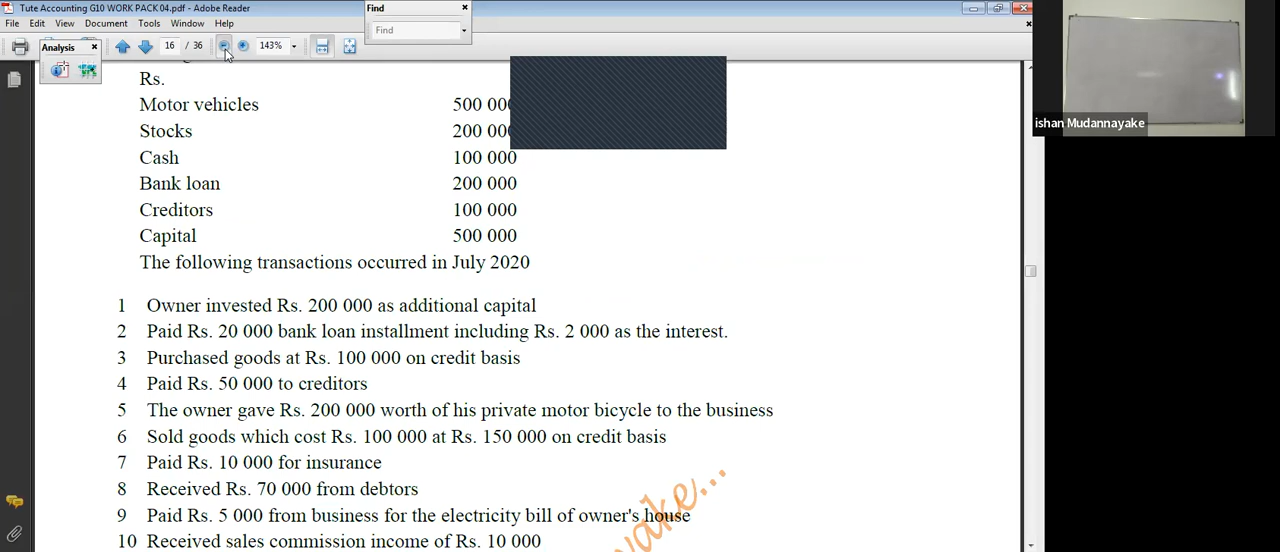 Tute Accounting G10 WORK PACK 04.pdf - Adobe Reader
File Edit View Document Tools Window Help
Find
Find
16 / 36
143%
Analysis
Rs.
Motor vehicles 500 000
Stocks 200 000
Cash 100 000
Bank loan 200 000
Creditors 100 000
Capital 500 000
The following transactions occurred in July 2020
1 Owner invested Rs. 200 000 as additional capital
2 Paid Rs. 20 000 bank loan installment including Rs. 2 000 as the interest.
3 Purchased goods at Rs. 100 000 on credit basis
4 Paid Rs. 50 000 to creditors
5 The owner gave Rs. 200 000 worth of his private motor bicycle to the business
6 Sold goods which cost Rs. 100 000 at Rs. 150 000 on credit basis
7 Paid Rs. 10 000 for insurance
8 Received Rs. 70 000 from debtors
9 Paid Rs. 5 000 from business for the electricity bill of owner's house
10 Received sales commission income of Rs. 10 000
ake...
ishan Mudannayake